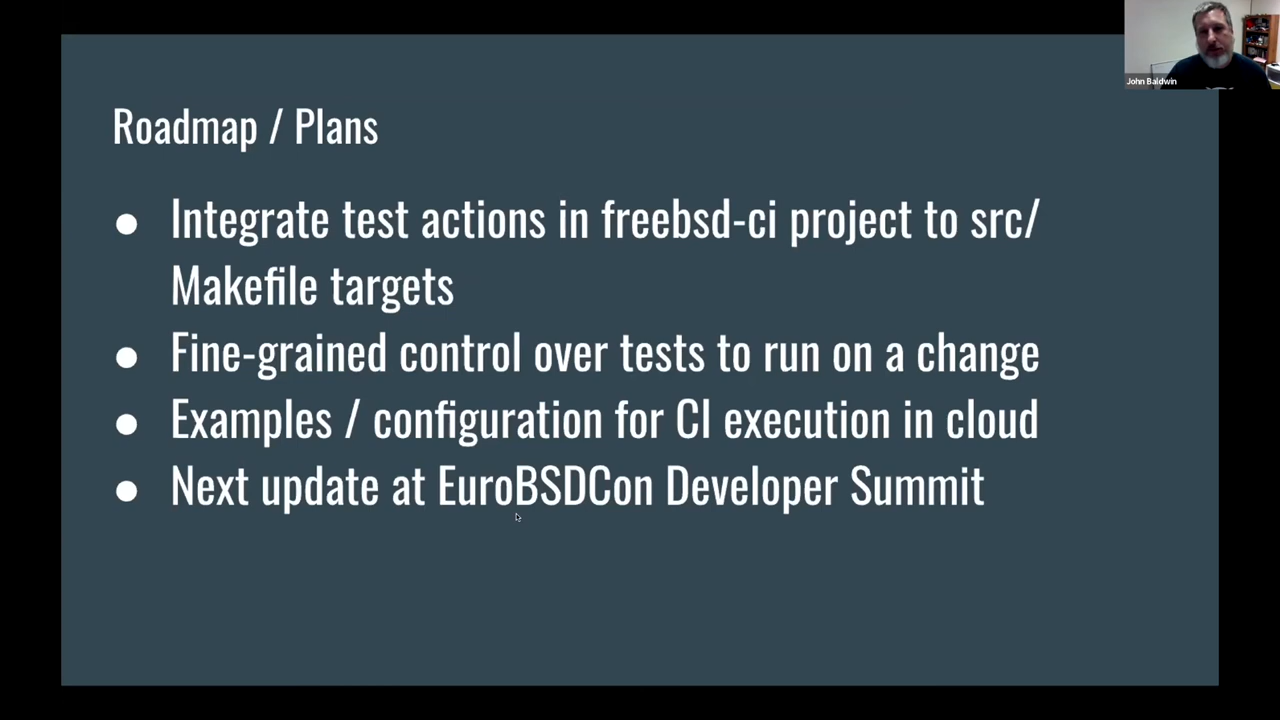 John Baldwin
Roadmap / Plans
● Integrate test actions in freebsd-ci project to src/
Makefile targets
● Fine-grained control over tests to run on a change
● Examples / configuration for CI execution in cloud
● Next update at EuroBSDCon Developer Summit